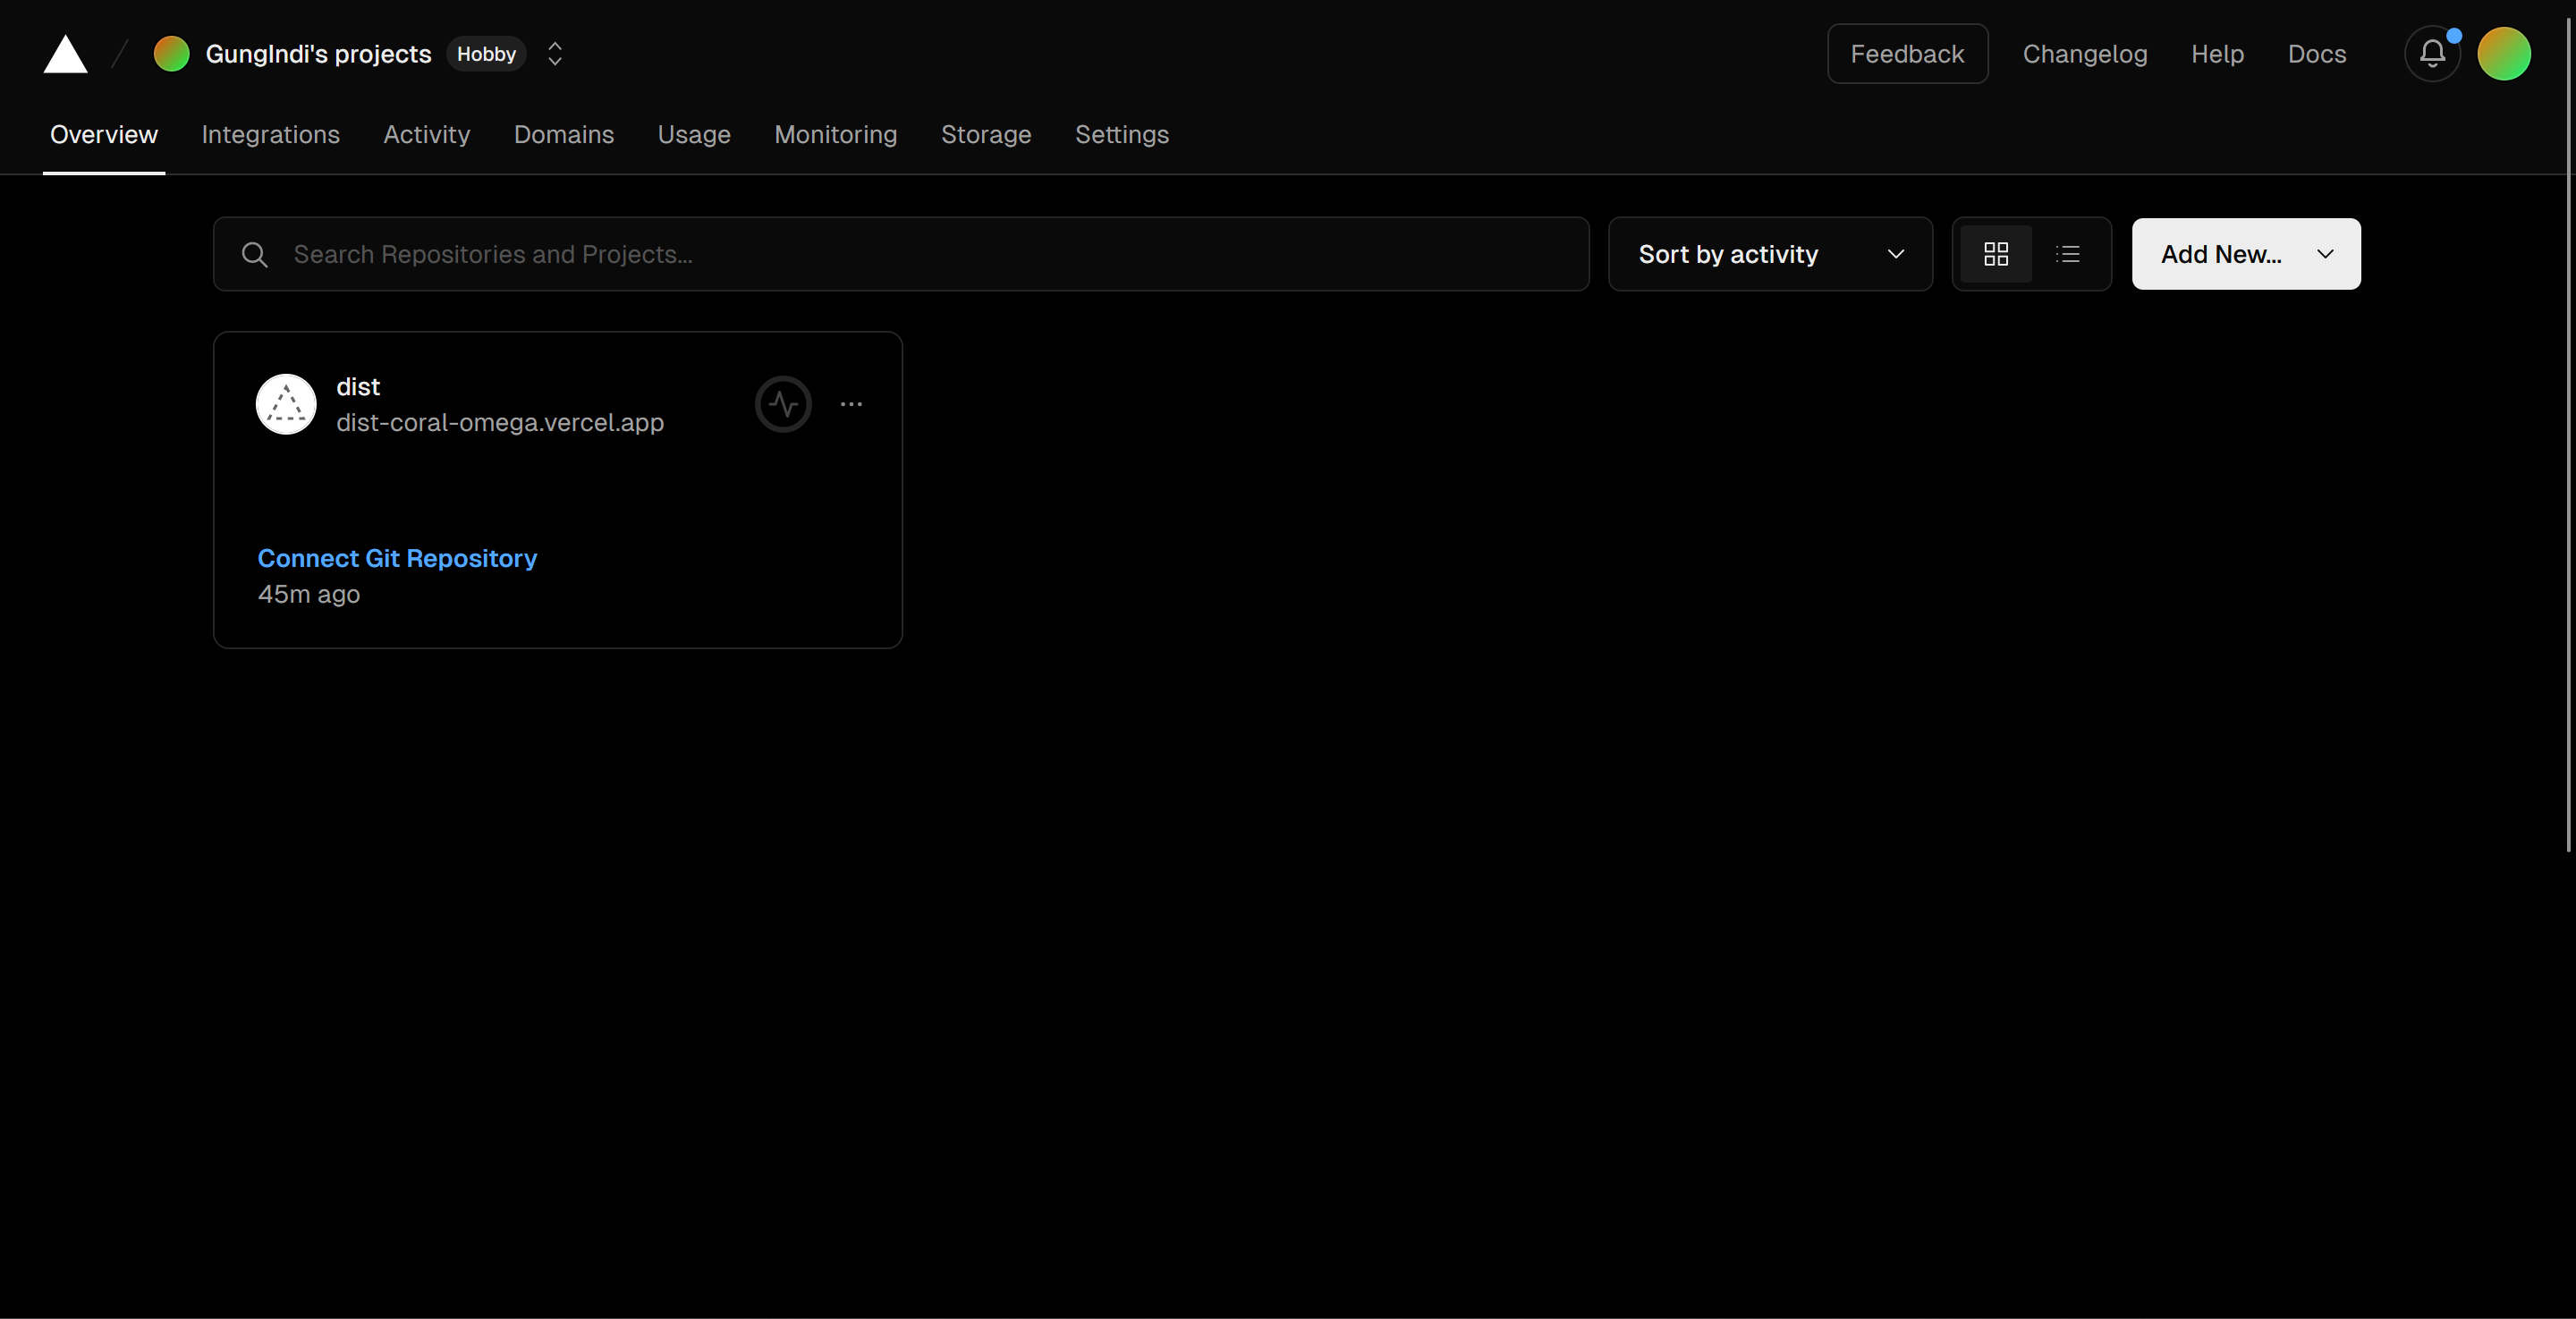 GungIndi's projects Hobby Feedback Changelog Help Docs
Overview Integrations Activity Domains Usage Monitoring Storage Settings
Search Repositories and Projects... Sort by activity Add New...
dist
dist-coral-omega.vercel.app
Connect Git Repository
45m ago